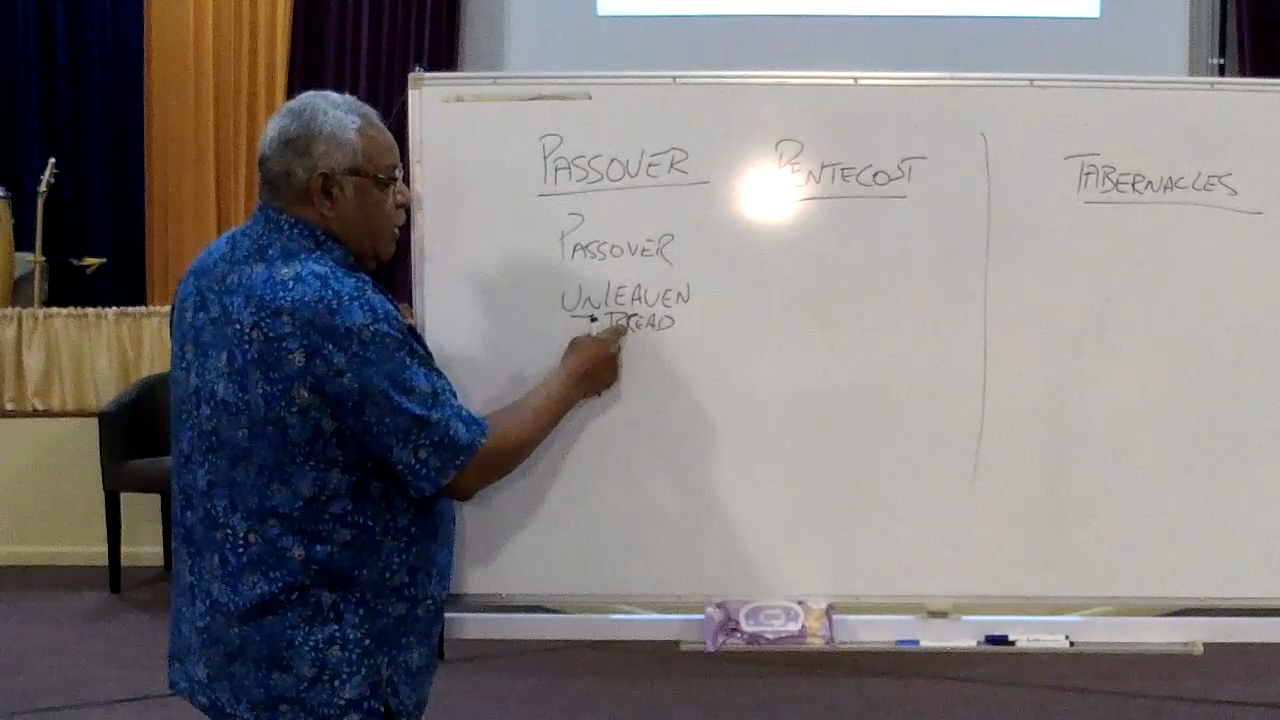 PASSOVER PENTECOST TABERNACLES
PASSOVER
UNLEAVEN
BREAD